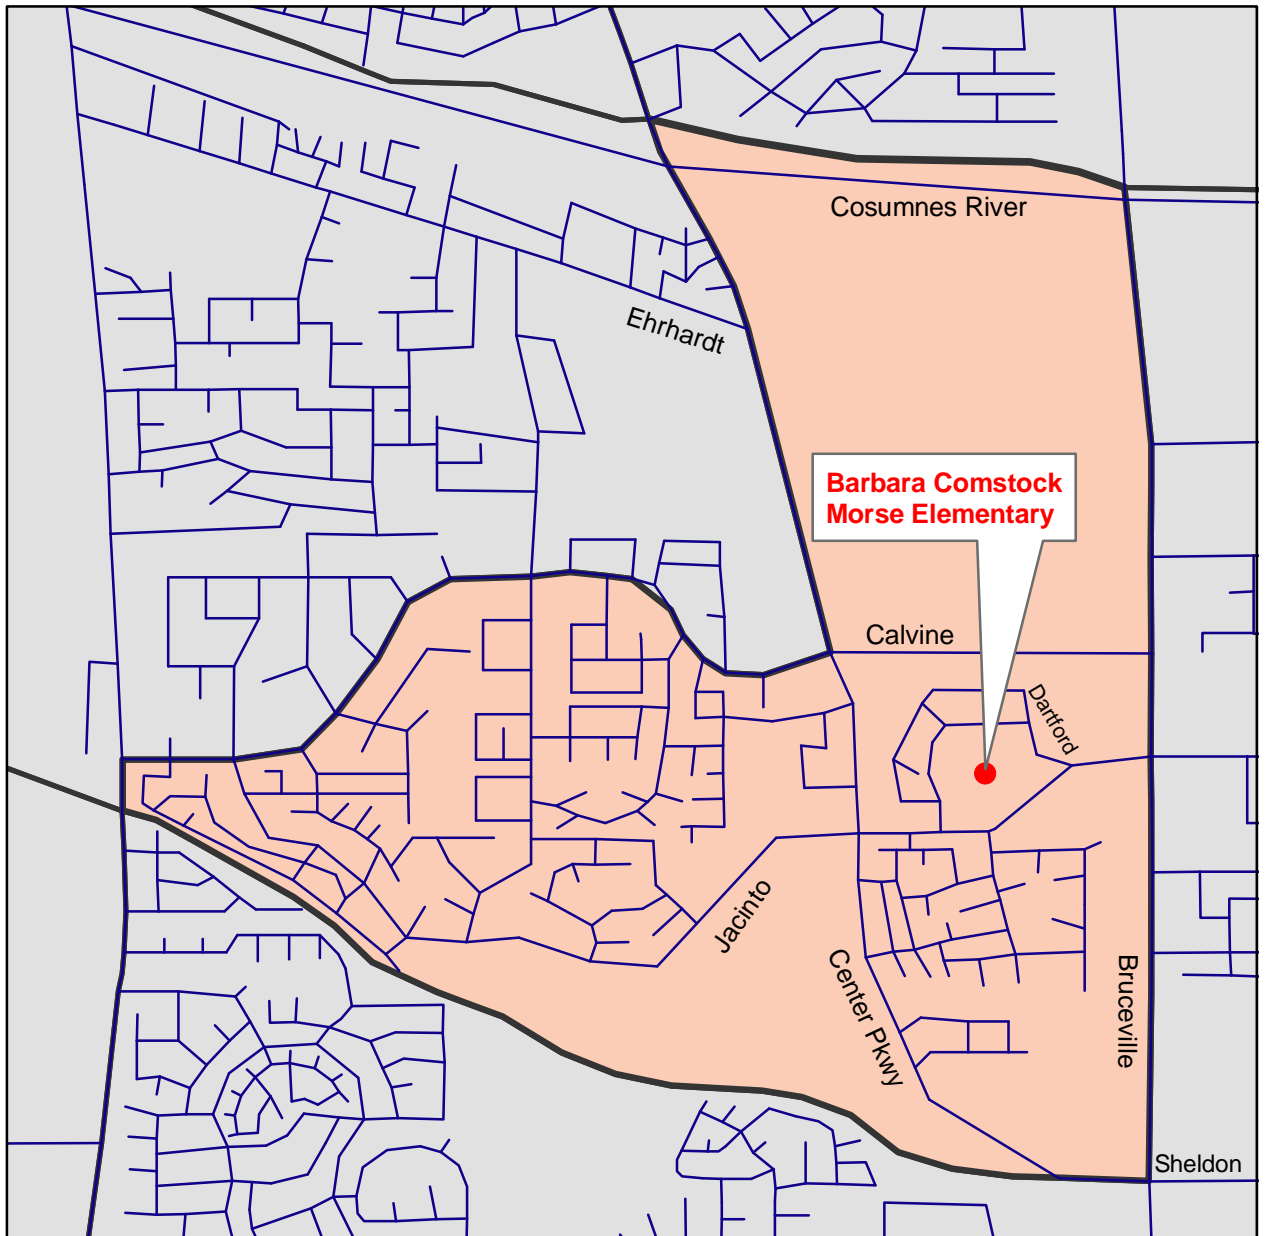 Cosumnes River
Ehrhardt
Barbara Comstock
Morse Elementary
Calvine
Dartford
Jacinto
Center Pkwy
Bruceville
Sheldon